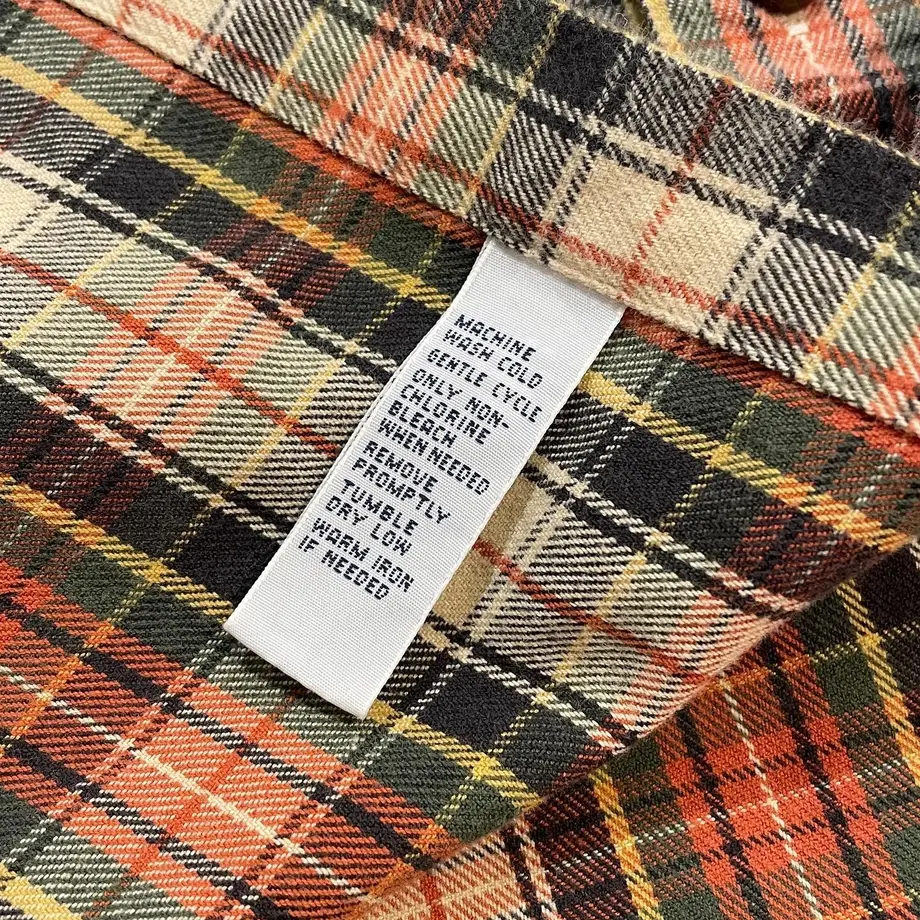 MACHINE
WASH COLD
GENTLE CYCLE
ONLY NON-
CHLORINE
BLEACH
WHEN NEEDED
REMOVE
PROMPTLY
TUMBLE
DRY LOW
WARM IRON
IF NEEDED